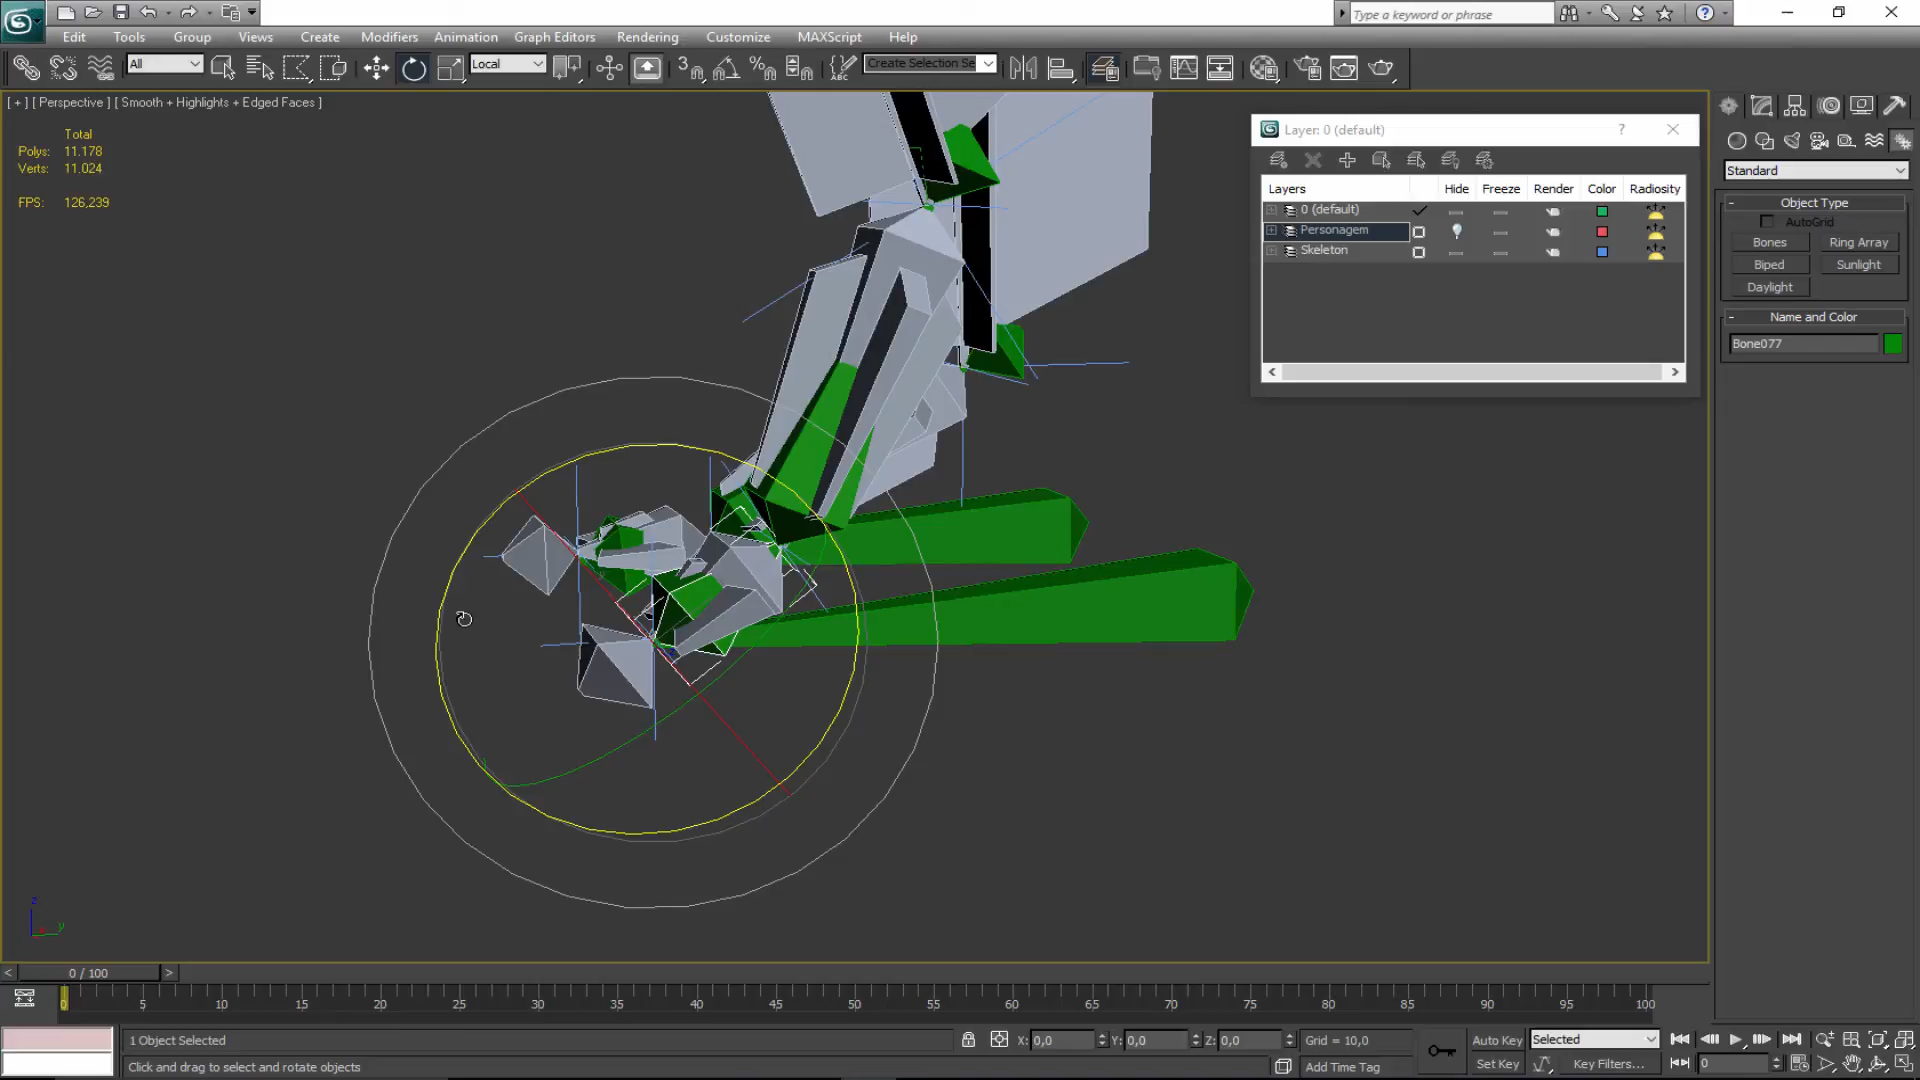 Type a keyword or phrase
Edit Tools Group Views Create Modifiers Animation Graph Editors Rendering Customize MAXScript Help
All Local Create Selection Se
[ + ] [ Perspective ] [ Smooth + Highlights + Edged Faces ]
Total
Polys: 11.178
Verts: 11.024
FPS: 126,239
Layer: 0 (default)
Layers Hide Freeze Render Color Radiosity
0 (default)
Personagem
Skeleton
Standard
Object Type
AutoGrid
Bones Ring Array
Biped Sunlight
Daylight
Name and Color
Bone077
z
y
0 / 100
0 5 10 15 20 25 30 35 40 45 50 55 60 65 70 75 80 85 90 95 100
1 Object Selected X: 0,0 Y: 0,0 Z: 0,0 Grid = 10,0 Auto Key Selected
Click and drag to select and rotate objects Add Time Tag Set Key Key Filters... 0